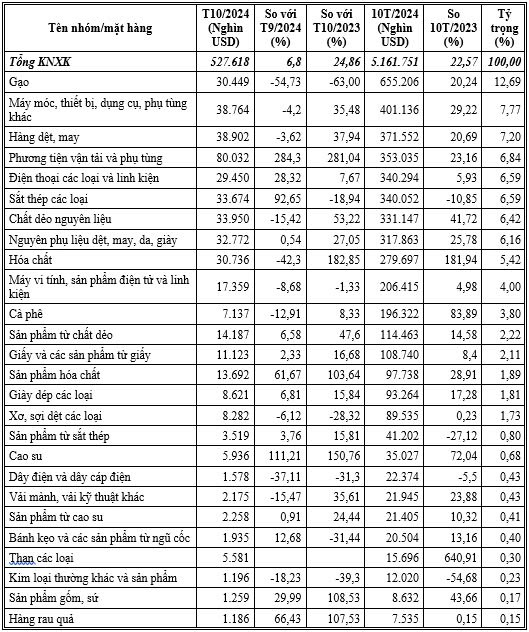 Tên nhóm/mặt hàng | T10/2024 (Nghìn USD) | So với T9/2024 (%) | So với T10/2023 (%) | 10T/2024 (Nghìn USD) | So 10T/2023 (%) | Tỷ trọng (%)
Tổng KNXK | 527.618 | 6,8 | 24,86 | 5.161.751 | 22,57 | 100,00
Gạo | 30.449 | -54,73 | -63,00 | 655.206 | 20,24 | 12,69
Máy móc, thiết bị, dụng cụ, phụ tùng khác | 38.764 | -4,2 | 35,48 | 401.136 | 29,22 | 7,77
Hàng dệt, may | 38.902 | -3,62 | 37,94 | 371.552 | 20,69 | 7,20
Phương tiện vận tải và phụ tùng | 80.032 | 284,3 | 281,04 | 353.035 | 23,16 | 6,84
Điện thoại các loại và linh kiện | 29.450 | 28,32 | 7,67 | 340.294 | 5,93 | 6,59
Sắt thép các loại | 33.674 | 92,65 | -18,94 | 340.052 | -10,85 | 6,59
Chất dẻo nguyên liệu | 33.950 | -15,42 | 53,22 | 331.147 | 41,72 | 6,42
Nguyên phụ liệu dệt, may, da, giày | 32.772 | 0,54 | 27,05 | 317.863 | 25,78 | 6,16
Hóa chất | 30.736 | -42,3 | 182,85 | 279.697 | 181,94 | 5,42
Máy vi tính, sản phẩm điện tử và linh kiện | 17.359 | -8,68 | -1,33 | 206.415 | 4,98 | 4,00
Cà phê | 7.137 | -12,91 | 8,33 | 196.322 | 83,89 | 3,80
Sản phẩm từ chất dẻo | 14.187 | 6,58 | 47,6 | 114.463 | 14,58 | 2,22
Giấy và các sản phẩm từ giấy | 11.123 | 2,33 | 16,68 | 108.740 | 8,4 | 2,11
Sản phẩm hóa chất | 13.692 | 61,67 | 103,64 | 97.738 | 28,91 | 1,89
Giày dép các loại | 8.621 | 6,81 | 15,84 | 93.264 | 17,28 | 1,81
Xơ, sợi dệt các loại | 8.282 | -6,12 | -28,32 | 89.535 | 0,23 | 1,73
Sản phẩm từ sắt thép | 3.519 | 3,76 | 15,81 | 41.202 | -27,12 | 0,80
Cao su | 5.936 | 111,21 | 150,76 | 35.027 | 72,04 | 0,68
Dây điện và dây cáp điện | 1.578 | -37,11 | -31,3 | 22.374 | -5,5 | 0,43
Vải mành, vải kỹ thuật khác | 2.175 | -15,47 | 35,61 | 21.945 | 23,88 | 0,43
Sản phẩm từ cao su | 2.258 | 0,91 | 24,44 | 21.405 | 10,32 | 0,41
Bánh kẹo và các sản phẩm từ ngũ cốc | 1.935 | 12,68 | -31,44 | 20.504 | 13,16 | 0,40
Than các loại | 5.581 | | | 15.696 | 640,91 | 0,30
Kim loại thường khác và sản phẩm | 1.196 | -18,23 | -39,3 | 12.020 | -54,68 | 0,23
Sản phẩm gốm, sứ | 1.259 | 29,99 | 108,53 | 8.632 | 43,66 | 0,17
Hàng rau quả | 1.186 | 66,43 | 107,53 | 7.535 | 0,15 | 0,15